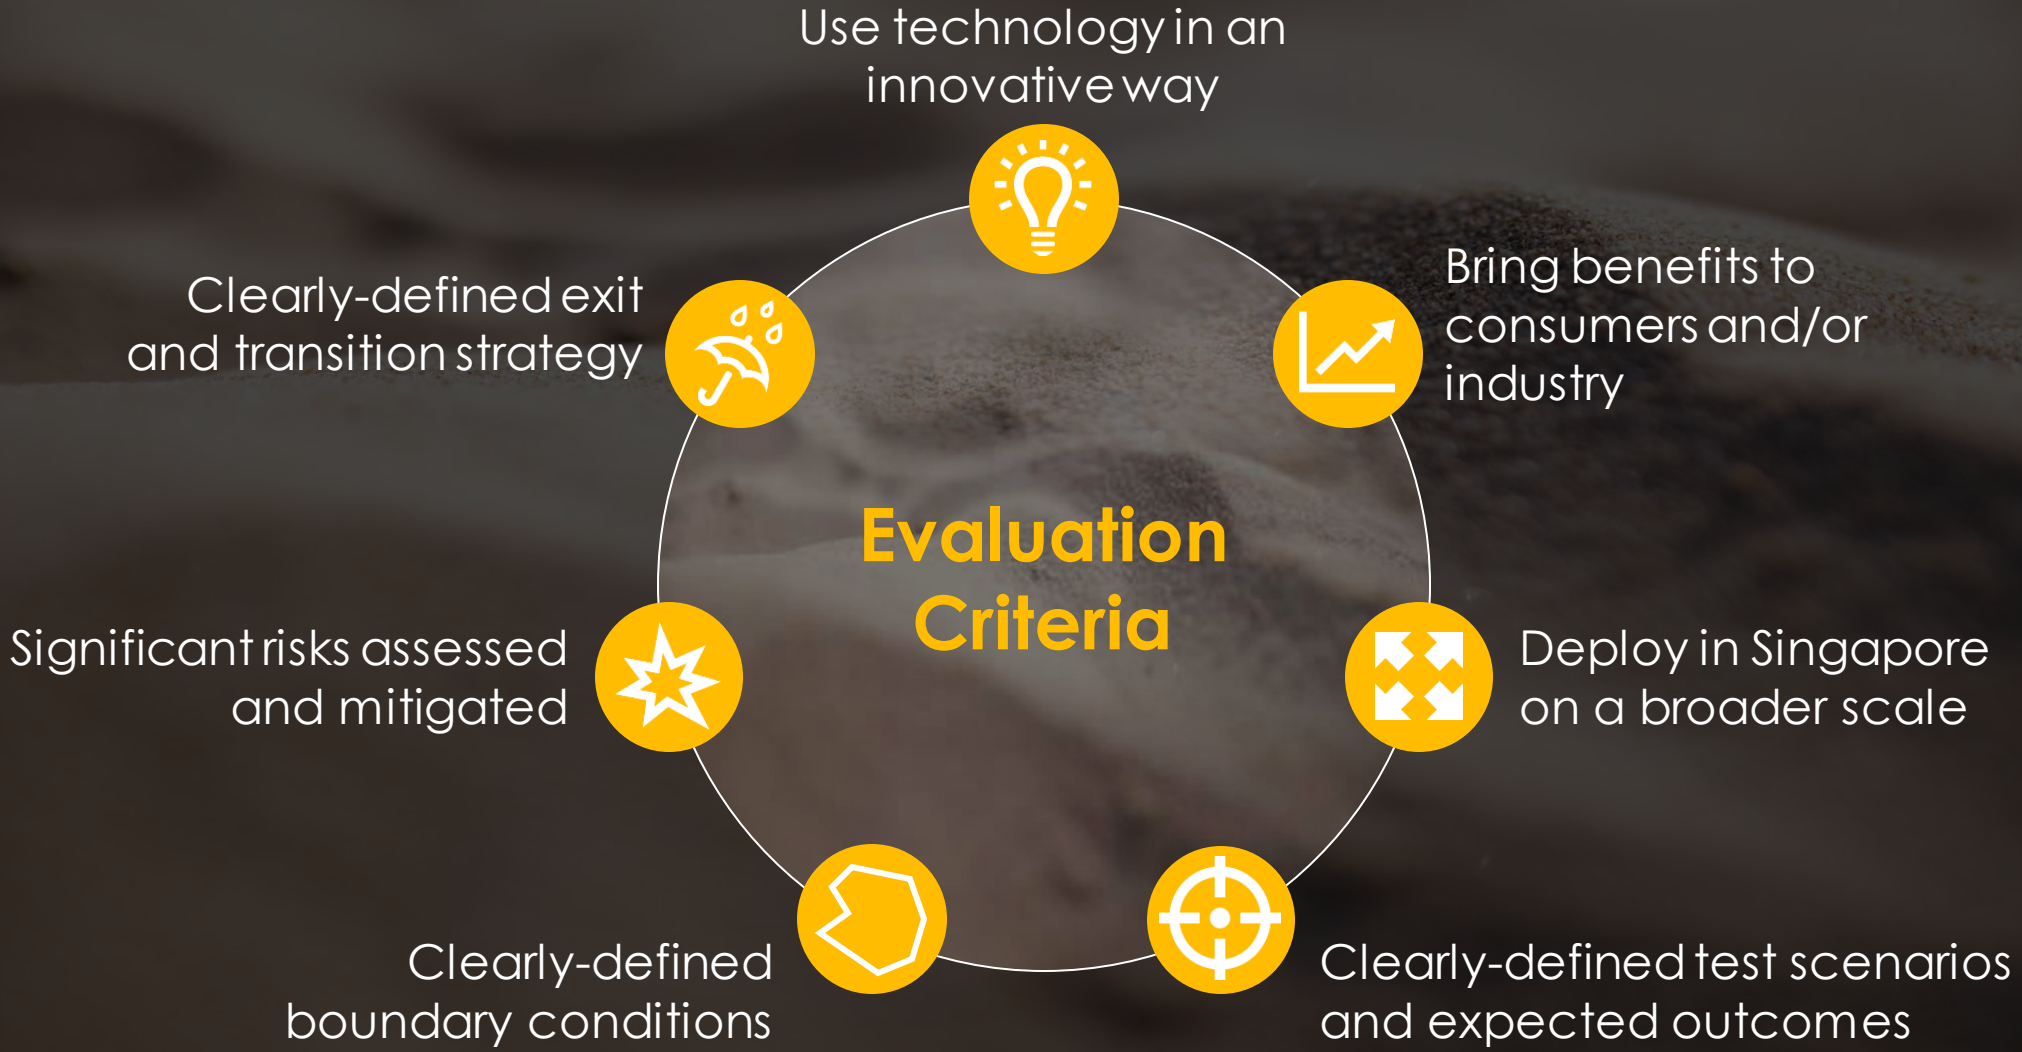 Use technology in an
innovative way
Bring benefits to
consumers and/or
industry
Deploy in Singapore
on a broader scale
Clearly-defined test scenarios
and expected outcomes
Clearly-defined
boundary conditions
Significant risks assessed
and mitigated
Clearly-defined exit
and transition strategy
Evaluation
Criteria